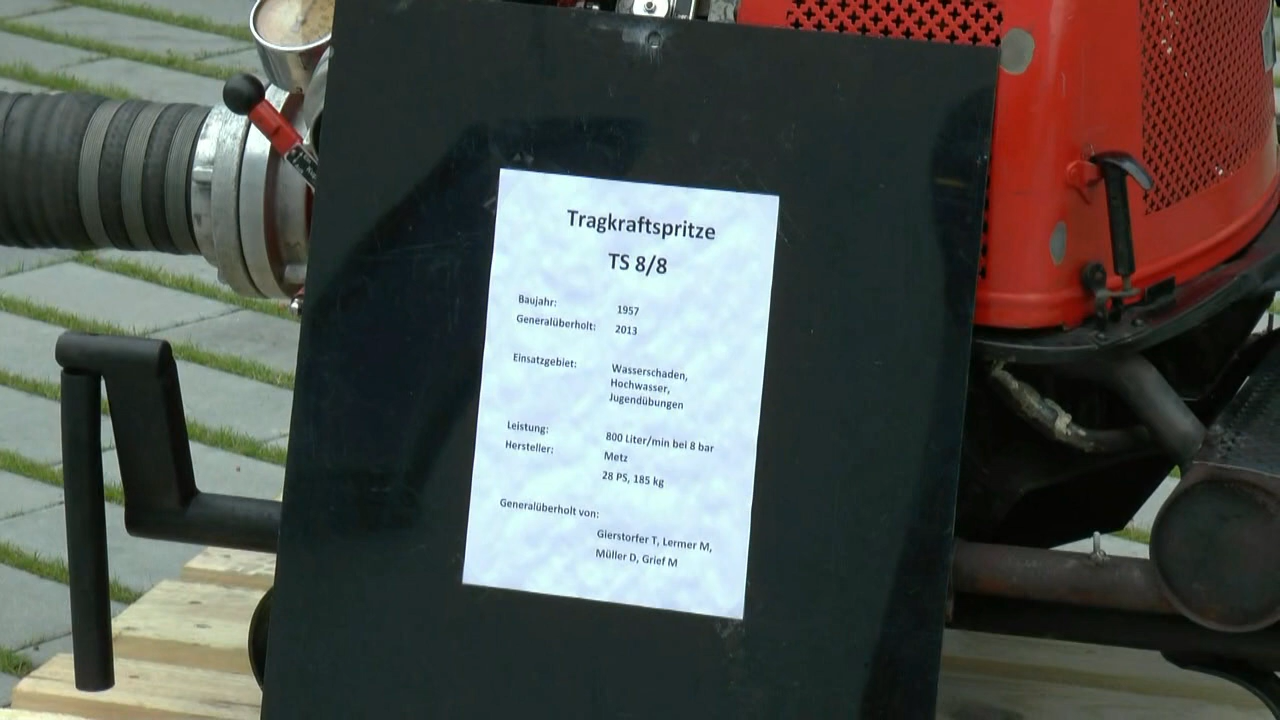 Tragkraftspritze
TS 8/8
Baujahr: 1957
Generalüberholt: 2013
Einsatzgebiet: Wasserschaden,
Hochwasser,
Jugendübungen
Leistung: 800 Liter/min bei 8 bar
Hersteller: Metz
28 PS, 185 kg
Generalüberholt von:
Gierstorfer T, Lermer M,
Müller D, Grief M